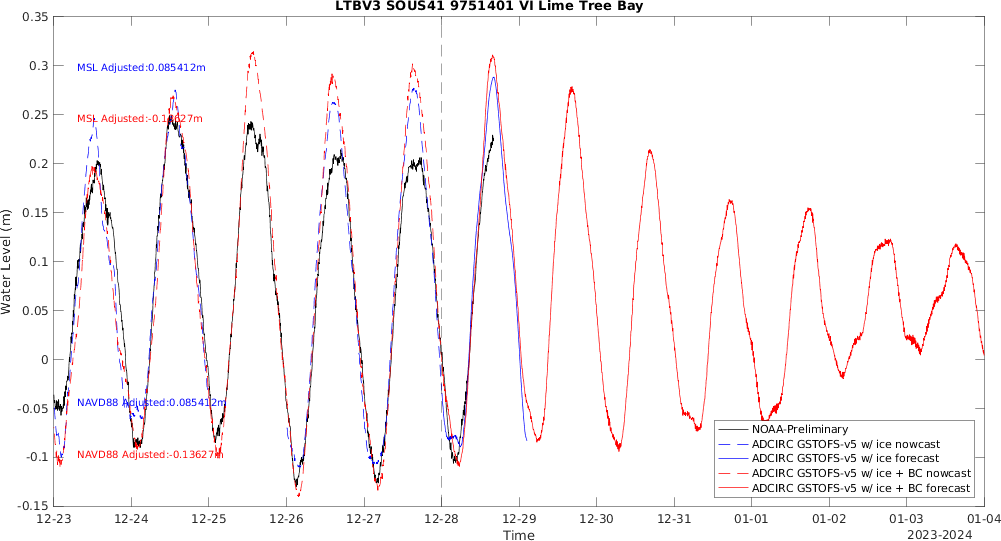 LTBV3 SOUS41 9751401 VI Lime Tree Bay
0.35
0.3
0.25
0.2
0.15
0.1
0.05
0
-0.05
-0.1
-0.15
Water Level (m)
MSL Adjusted:0.085412m
MSL Adjusted:-0.13627m
NAVD88 Adjusted:0.085412m
NAVD88 Adjusted:-0.13627m
NOAA-Preliminary
ADCIRC GSTOFS-v5 w/ ice nowcast
ADCIRC GSTOFS-v5 w/ ice forecast
ADCIRC GSTOFS-v5 w/ ice + BC nowcast
ADCIRC GSTOFS-v5 w/ ice + BC forecast
12-23 12-24 12-25 12-26 12-27 12-28 12-29 12-30 12-31 01-01 01-02 01-03 01-04
Time
2023-2024